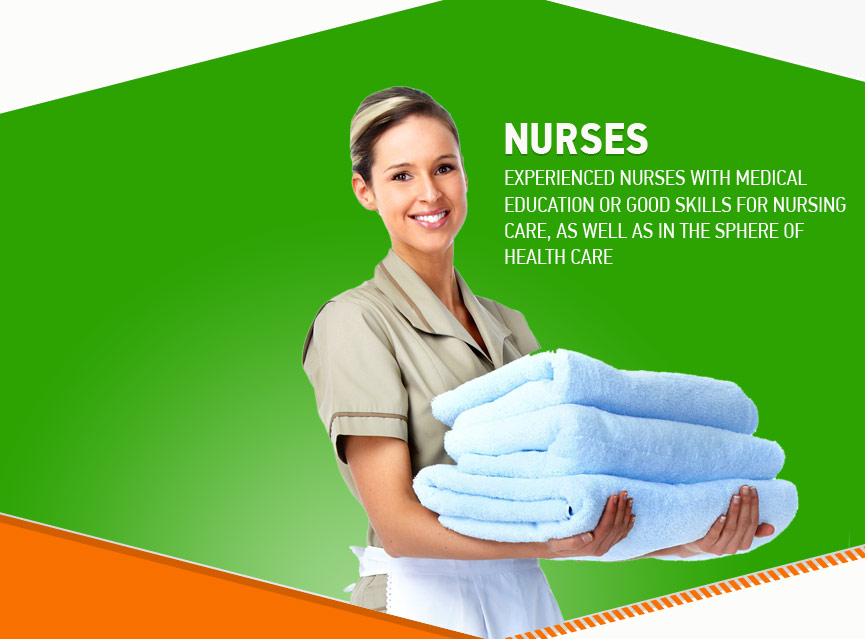 NURSES
EXPERIENCED NURSES WITH MEDICAL
EDUCATION OR GOOD SKILLS FOR NURSING
CARE, AS WELL AS IN THE SPHERE OF
HEALTH CARE